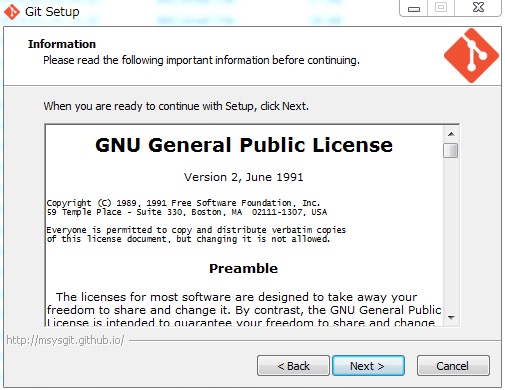 Git Setup
Information
Please read the following important information before continuing.
When you are ready to continue with Setup, click Next.
GNU General Public License
Version 2, June 1991
Copyright (C) 1989, 1991 Free Software Foundation, Inc.
59 Temple Place - Suite 330, Boston, MA  02111-1307, USA
Everyone is permitted to copy and distribute verbatim copies
of this license document, but changing it is not allowed.
Preamble
The licenses for most software are designed to take away your
freedom to share and change it. By contrast, the GNU General Public
License is intended to guarantee your freedom to share and change
http://msysgit.github.io/
< Back
Next >
Cancel